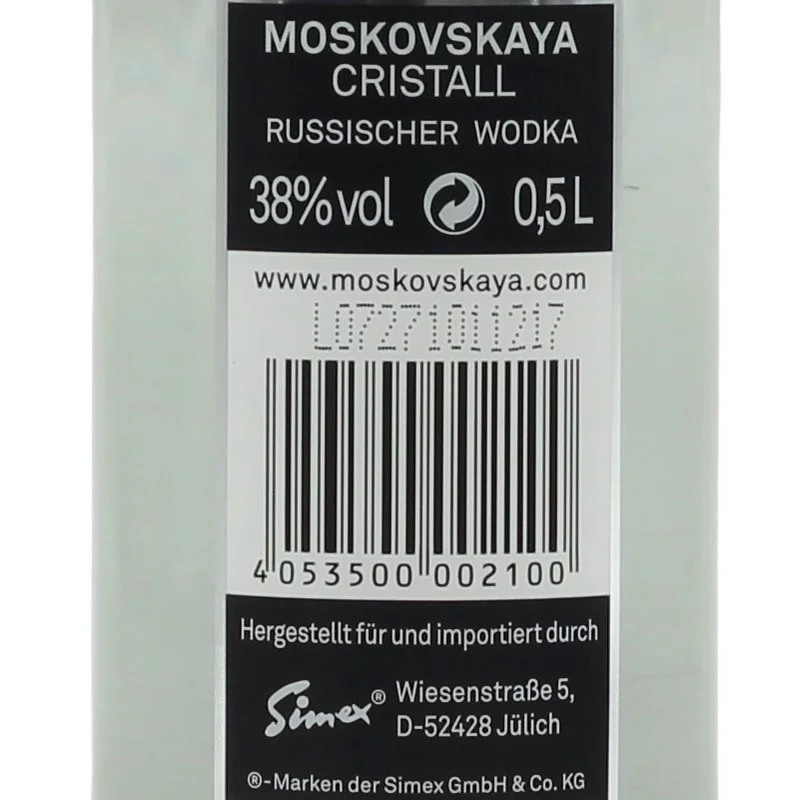 MOSKOVSKAYA
CRISTALL
RUSSISCHER WODKA
38% vol 0,5 L
www.moskovskaya.com
L07271011217
4 053500 002100
Hergestellt für und importiert durch
Simex® Wiesenstraße 5,
D-52428 Jülich
®-Marken der Simex GmbH & Co. KG